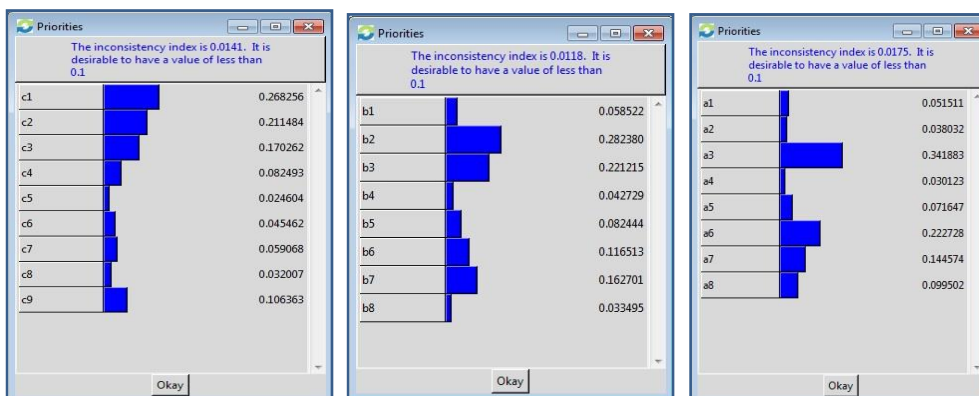 Priorities
The inconsistency index is 0.0141. It is
desirable to have a value of less than
0.1
c1 0.268256
c2 0.211484
c3 0.170262
c4 0.082493
c5 0.024604
c6 0.045462
c7 0.059068
c8 0.032007
c9 0.106363
Okay
Priorities
The inconsistency index is 0.0118. It is
desirable to have a value of less than
0.1
b1 0.058522
b2 0.282380
b3 0.221215
b4 0.042729
b5 0.082444
b6 0.116513
b7 0.162701
b8 0.033495
Okay
Priorities
The inconsistency index is 0.0175. It is
desirable to have a value of less than
0.1
a1 0.051511
a2 0.038032
a3 0.341883
a4 0.030123
a5 0.071647
a6 0.222728
a7 0.144574
a8 0.099502
Okay